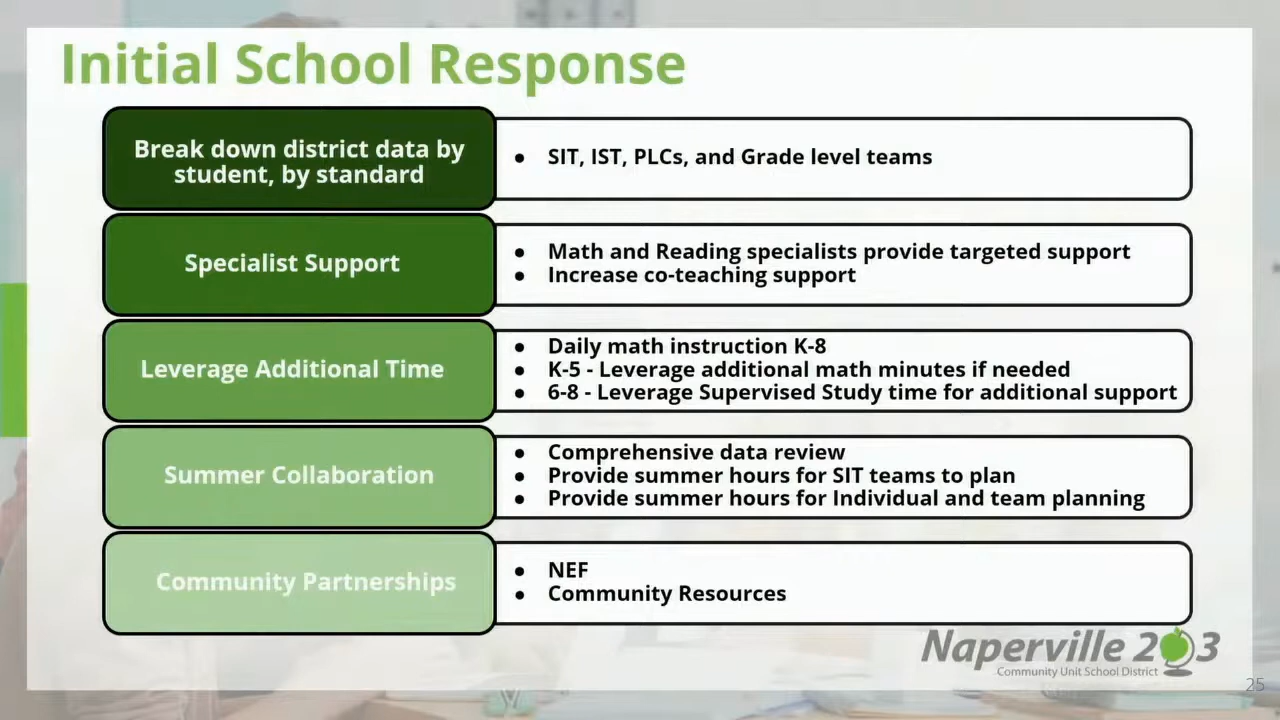 Initial School Response
Break down district data by
student, by standard
● SIT, IST, PLCs, and Grade level teams
Specialist Support
● Math and Reading specialists provide targeted support
● Increase co-teaching support
Leverage Additional Time
● Daily math instruction K-8
● K-5 - Leverage additional math minutes if needed
● 6-8 - Leverage Supervised Study time for additional support
Summer Collaboration
● Comprehensive data review
● Provide summer hours for SIT teams to plan
● Provide summer hours for Individual and team planning
Community Partnerships
● NEF
● Community Resources
Naperville 203
Community Unit School District
25